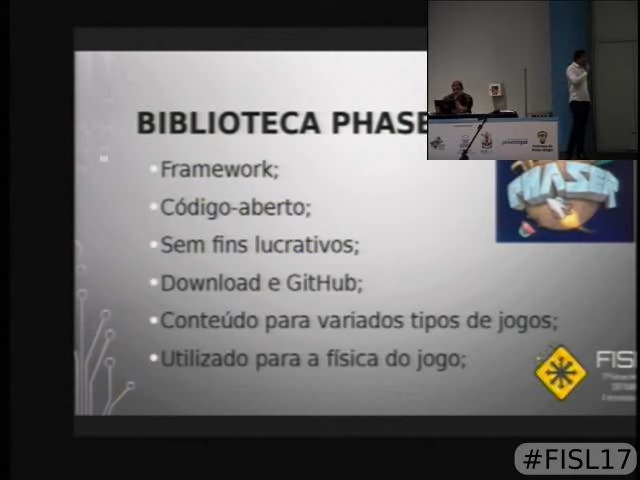 BIBLIOTECA PHASE
Framework;
Código-aberto;
Sem fins lucrativos;
Download e GitHub;
Conteúdo para variados tipos de jogos;
Utilizado para a física do jogo;
PHASER
FIS
#FISL17